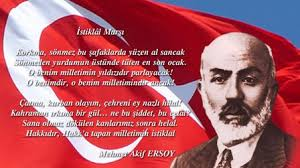 İstiklâl Marşı
Korkma, sönmez bu şafaklarda yüzen al sancak
Sönmeden yurdumun üstünde tüten en son ocak.
O benim milletimin yıldızıdır parlayacak!
O benimdir, o benim milletimindir ancak!
Çatma, kurban olayım, çehreni ey nazlı hilal!
Kahraman ırkıma bir gül... ne bu şiddet, bu celâl?
Sana olmaz dökülen kanlarımız sonra helal.
Hakkıdır, Hakk'a tapan milletimin istiklal
Mehmet Akif ERSOY